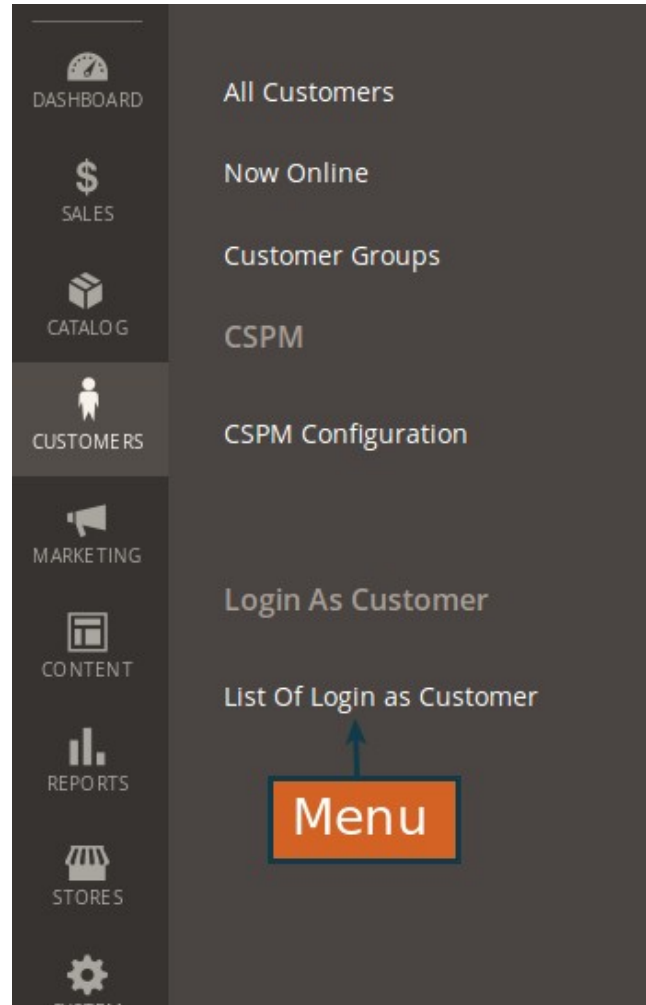 DASHBOARD
SALES
CATALOG
CUSTOMERS
MARKETING
CONTENT
REPORTS
STORES
All Customers
Now Online
Customer Groups
CSPM
CSPM Configuration
Login As Customer
List Of Login as Customer
Menu